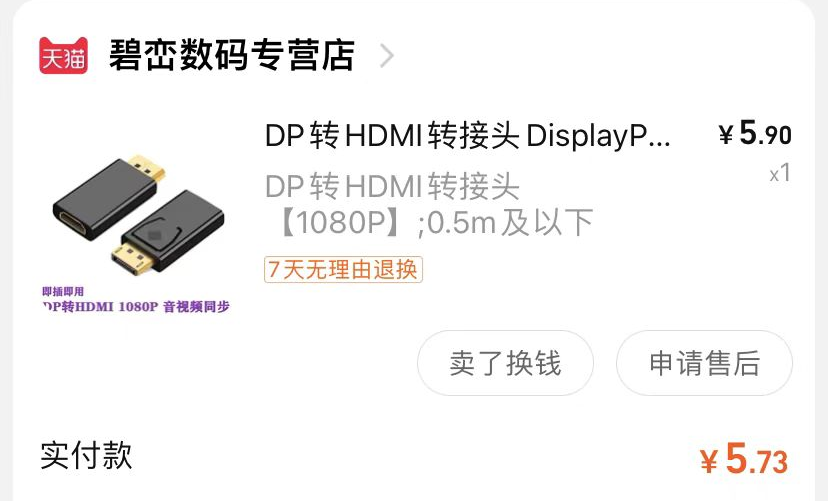 天猫 碧峦数码专营店
DP转HDMI转接头 DisplayP... ¥5.90
DP转HDMI转接头 x1
【1080P】;0.5m及以下
7天无理由退换
即插即用
DP转HDMI 1080P 音视频同步
卖了换钱 申请售后
实付款 ¥5.73